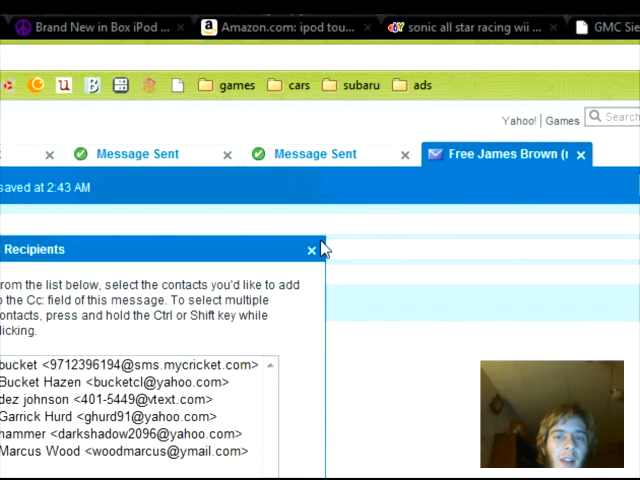 Brand New in Box iPod ...
Amazon.com: ipod tou...
sonic all star racing wii ...
GMC Sie
games
cars
subaru
ads
Yahoo! | Games
Search
Message Sent
Message Sent
Free James Brown (
saved at 2:43 AM
Recipients
rom the list below, select the contacts you'd like to add
o the Cc: field of this message. To select multiple
ontacts, press and hold the Ctrl or Shift key while
licking.
bucket <9712396194@sms.mycricket.com>
Bucket Hazen <bucketcl@yahoo.com>
dez johnson <401-5449@vtext.com>
Garrick Hurd <ghurd91@yahoo.com>
hammer <darkshadow2096@yahoo.com>
Marcus Wood <woodmarcus@ymail.com>